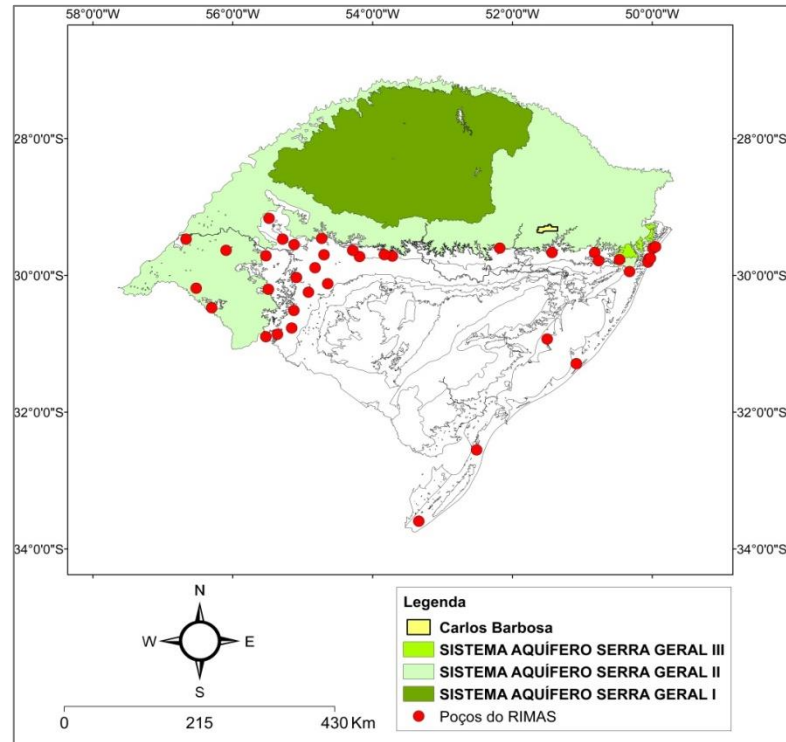 58°0'0"W 56°0'0"W 54°0'0"W 52°0'0"W 50°0'0"W
28°0'0"S 28°0'0"S
30°0'0"S 30°0'0"S
32°0'0"S 32°0'0"S
34°0'0"S 34°0'0"S
N
W E
S
0 215 430 Km
Legenda
Carlos Barbosa
SISTEMA AQUÍFERO SERRA GERAL III
SISTEMA AQUÍFERO SERRA GERAL II
SISTEMA AQUÍFERO SERRA GERAL I
Poços do RIMAS